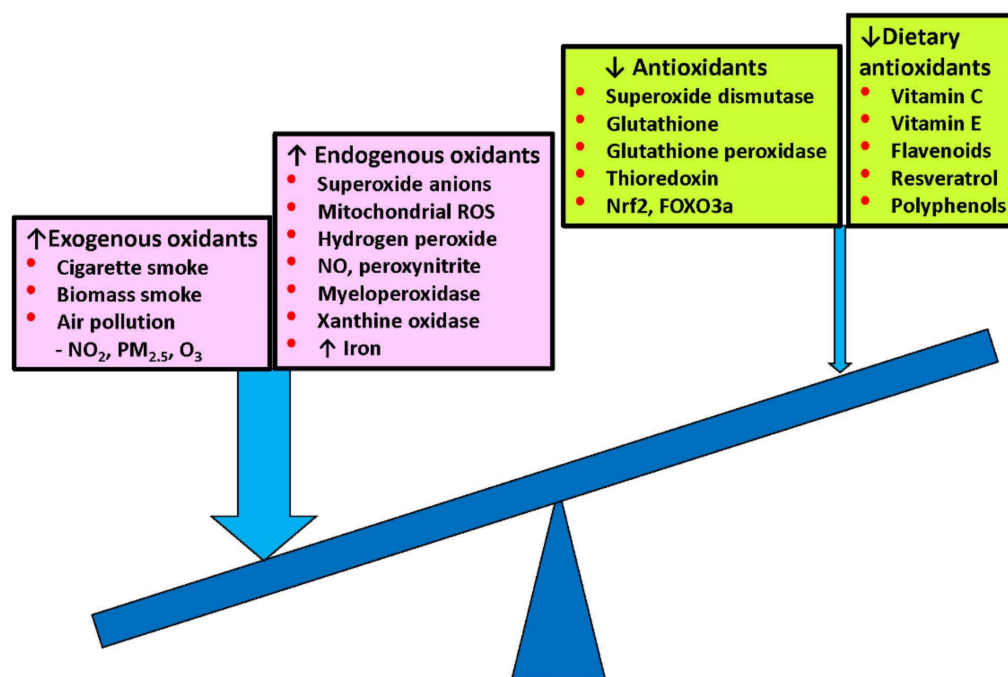 ↑Exogenous oxidants
• Cigarette smoke
• Biomass smoke
• Air pollution
- NO₂, PM₂.₅, O₃
↑ Endogenous oxidants
• Superoxide anions
• Mitochondrial ROS
• Hydrogen peroxide
• NO, peroxynitrite
• Myeloperoxidase
• Xanthine oxidase
• ↑ Iron
↓ Antioxidants
• Superoxide dismutase
• Glutathione
• Glutathione peroxidase
• Thioredoxin
• Nrf2, FOXO3a
↓Dietary
antioxidants
• Vitamin C
• Vitamin E
• Flavenoids
• Resveratrol
• Polyphenols